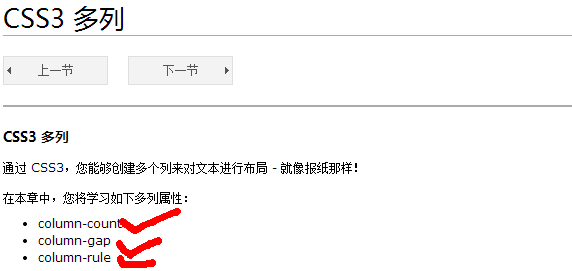 CSS3 多列
上一节
下一节
CSS3 多列
通过 CSS3，您能够创建多个列来对文本进行布局 - 就像报纸那样！
在本章中，您将学习如下多列属性：
column-count
column-gap
column-rule